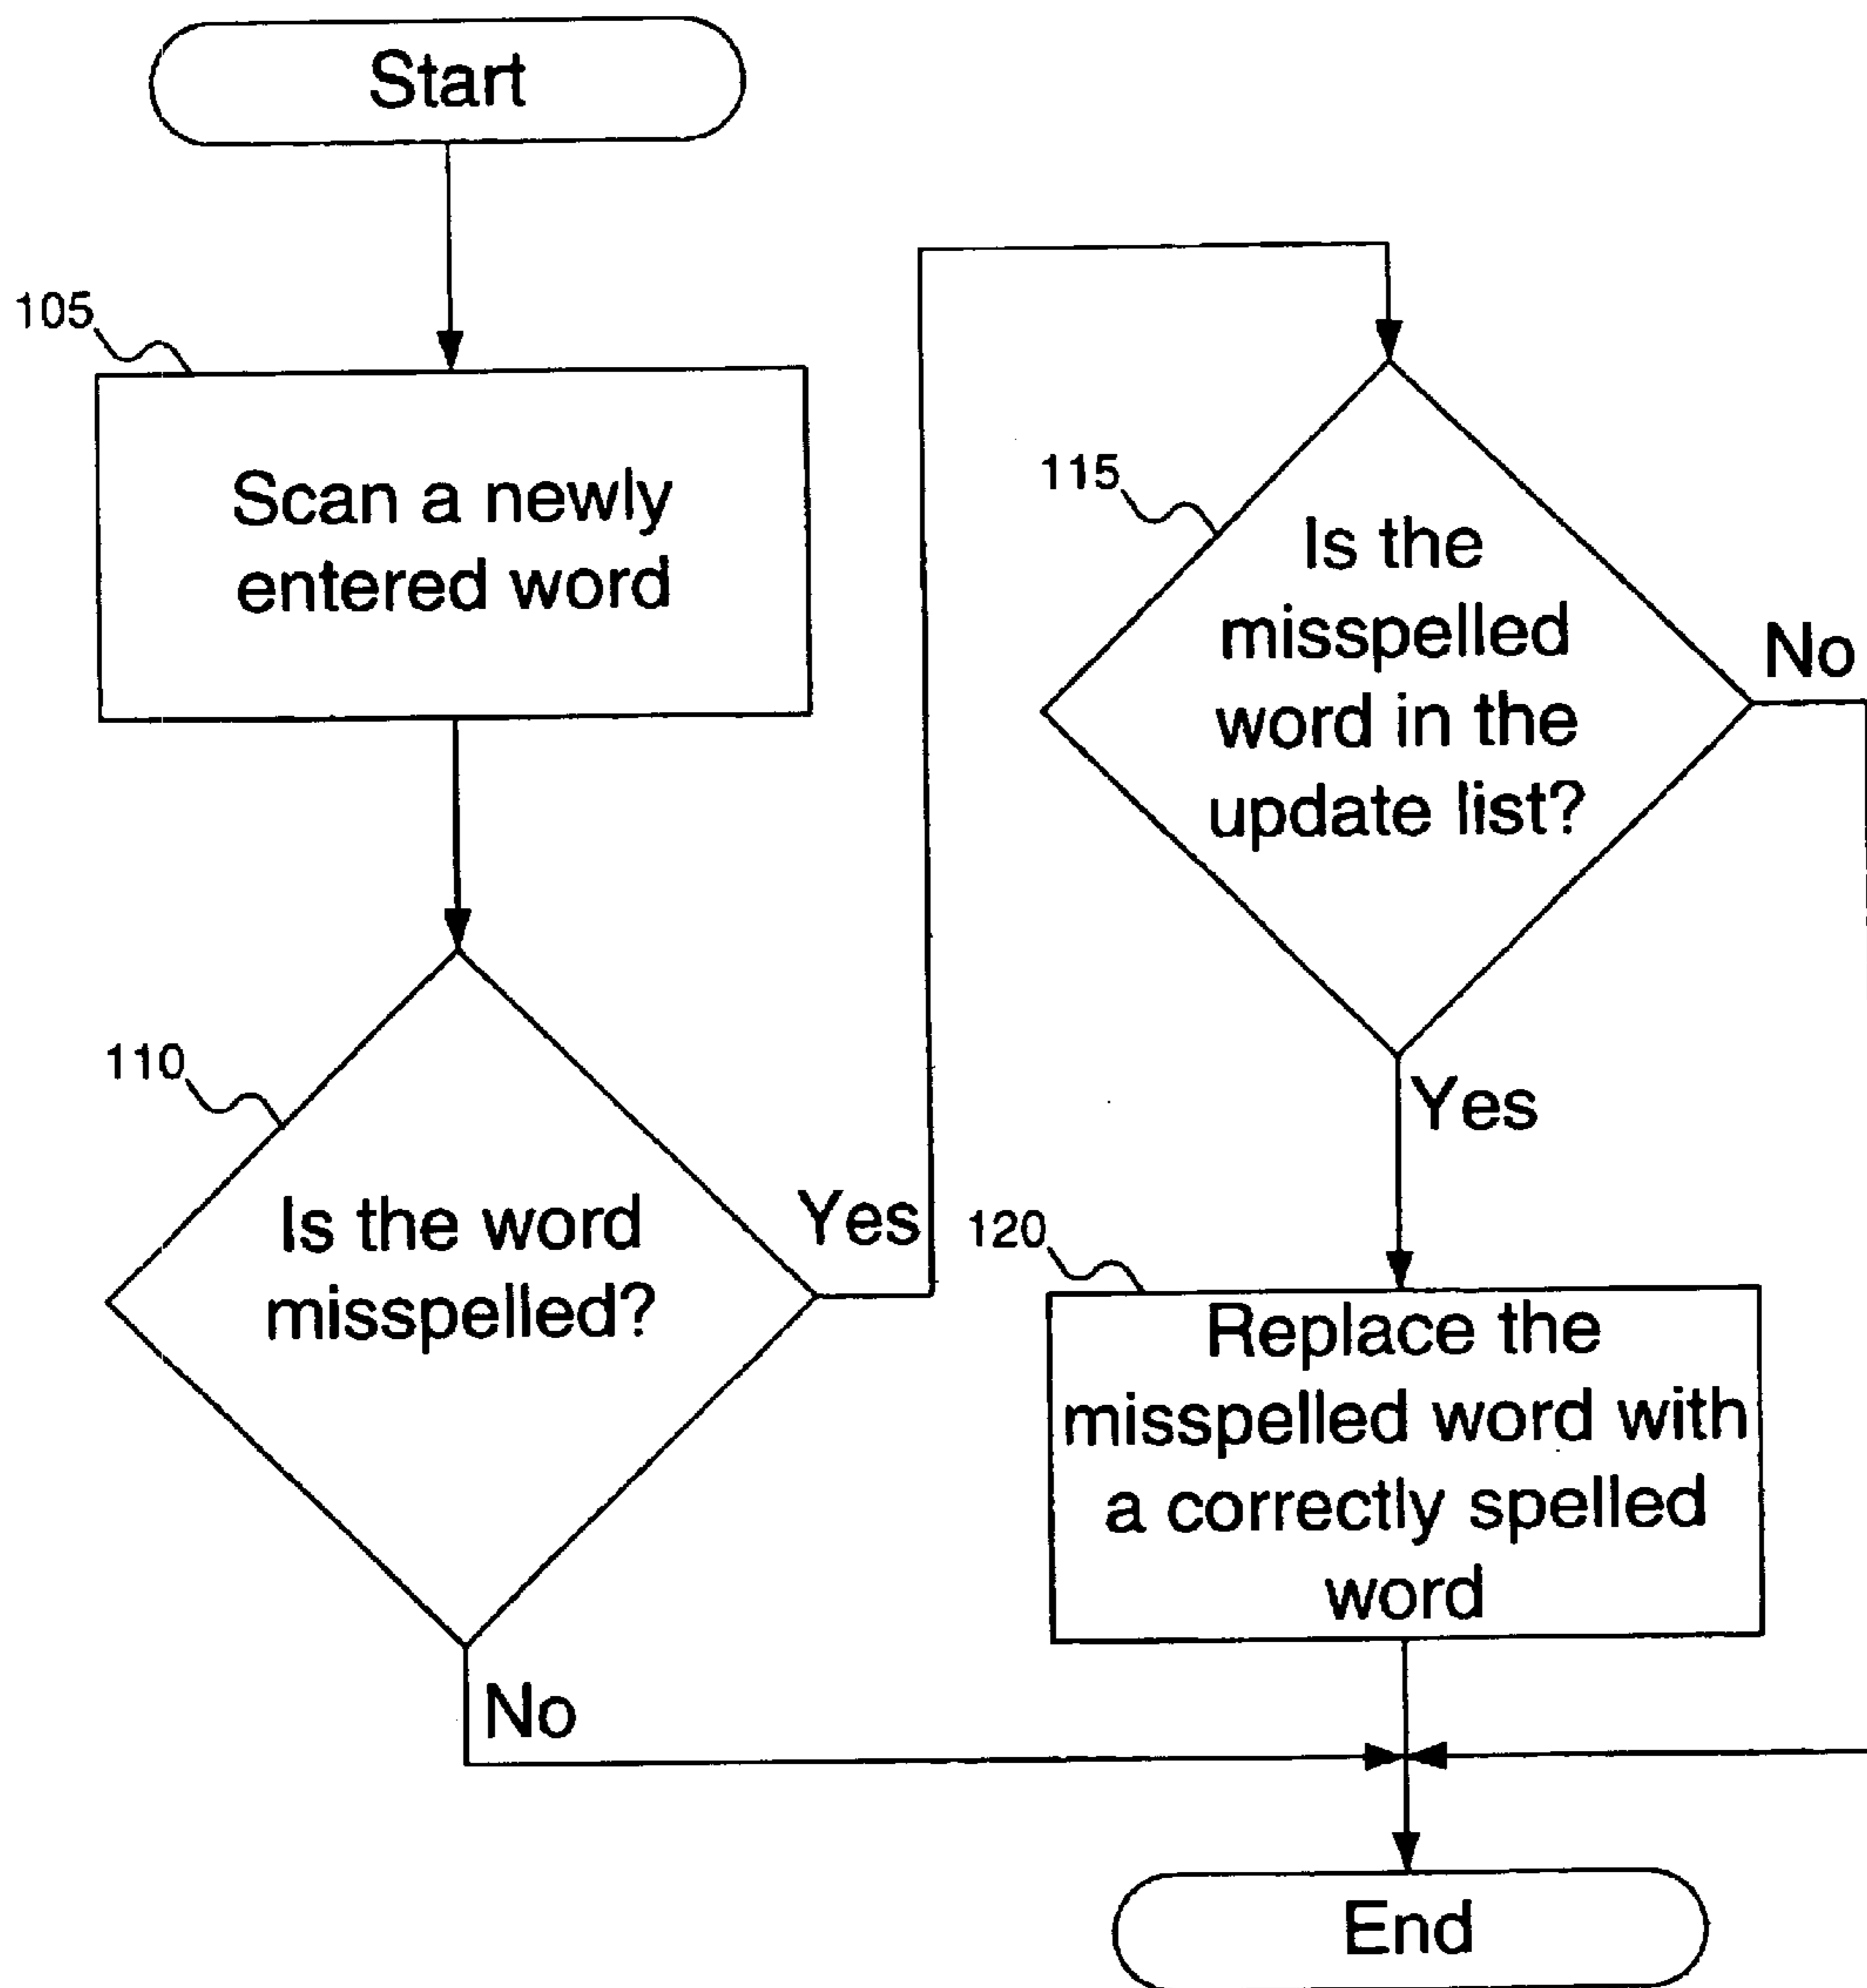 Start
105
Scan a newly
entered word
110
Is the word
misspelled?
Yes
No
115
Is the
misspelled
word in the
update list?
No
Yes
120
Replace the
misspelled word with
a correctly spelled
word
End